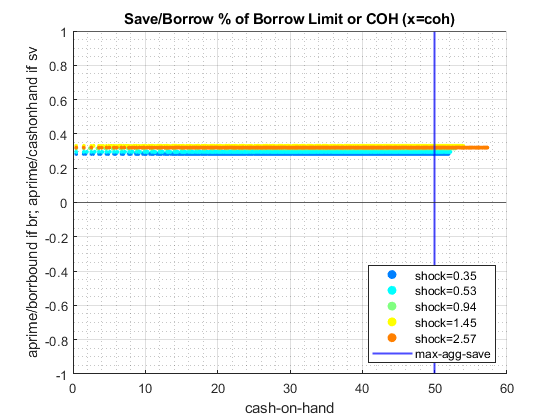 Save/Borrow % of Borrow Limit or COH (x=coh)
aprime/borrbound if br; aprime/cashonhand if sv
1
0.8
0.6
0.4
0.2
0
-0.2
-0.4
-0.6
-0.8
-1
0 10 20 30 40 50 60
cash-on-hand
shock=0.35
shock=0.53
shock=0.94
shock=1.45
shock=2.57
max-agg-save